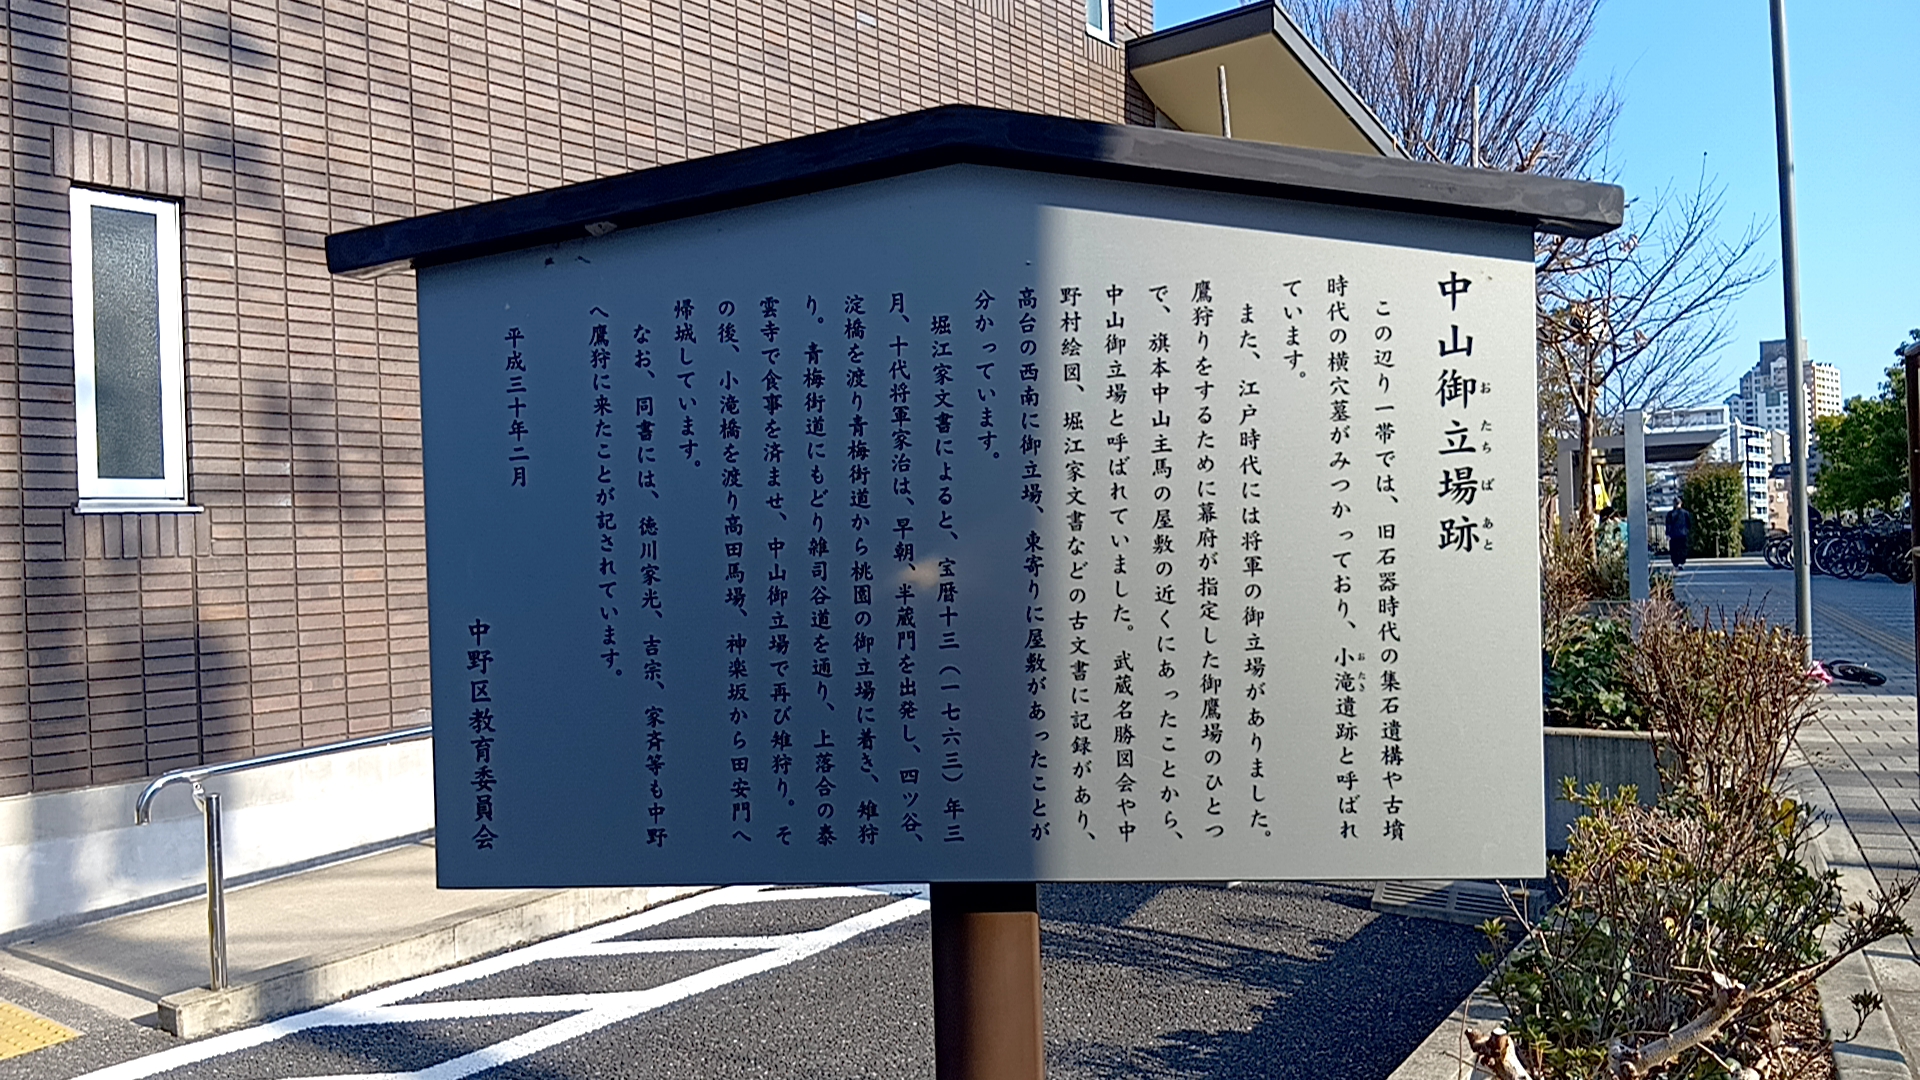 中山御立場跡
おたちばあと
この辺り一帯では、旧石器時代の集石遺構や古墳
時代の横穴墓がみつかっており、小滝遺跡と呼ばれ
おたき
ています。
また、江戸時代には将軍の御立場がありました。
鷹狩りをするために幕府が指定した御鷹場のひとつ
で、旗本中山主馬の屋敷の近くにあったことから、
中山御立場と呼ばれていました。武蔵名勝図会や中
野村絵図、堀江家文書などの古文書に記録があり、
高台の西南に御立場、東寄りに屋敷があったことが
分かっています。
堀江家文書によると、宝暦十三(一七六三)年三
月、十代将軍家治は、早朝、半蔵門を出発し、四ツ谷、
淀橋を渡り青梅街道から桃園の御立場に着き、雉狩
り。青梅街道にもどり雑司谷道を通り、上落合の泰
雲寺で食事を済ませ、中山御立場で再び雉狩り。そ
の後、小滝橋を渡り高田馬場、神楽坂から田安門へ
帰城しています。
なお、同書には、徳川家光、吉宗、家斉等も中野
へ鷹狩に来たことが記されています。
平成三十年二月
中野区教育委員会